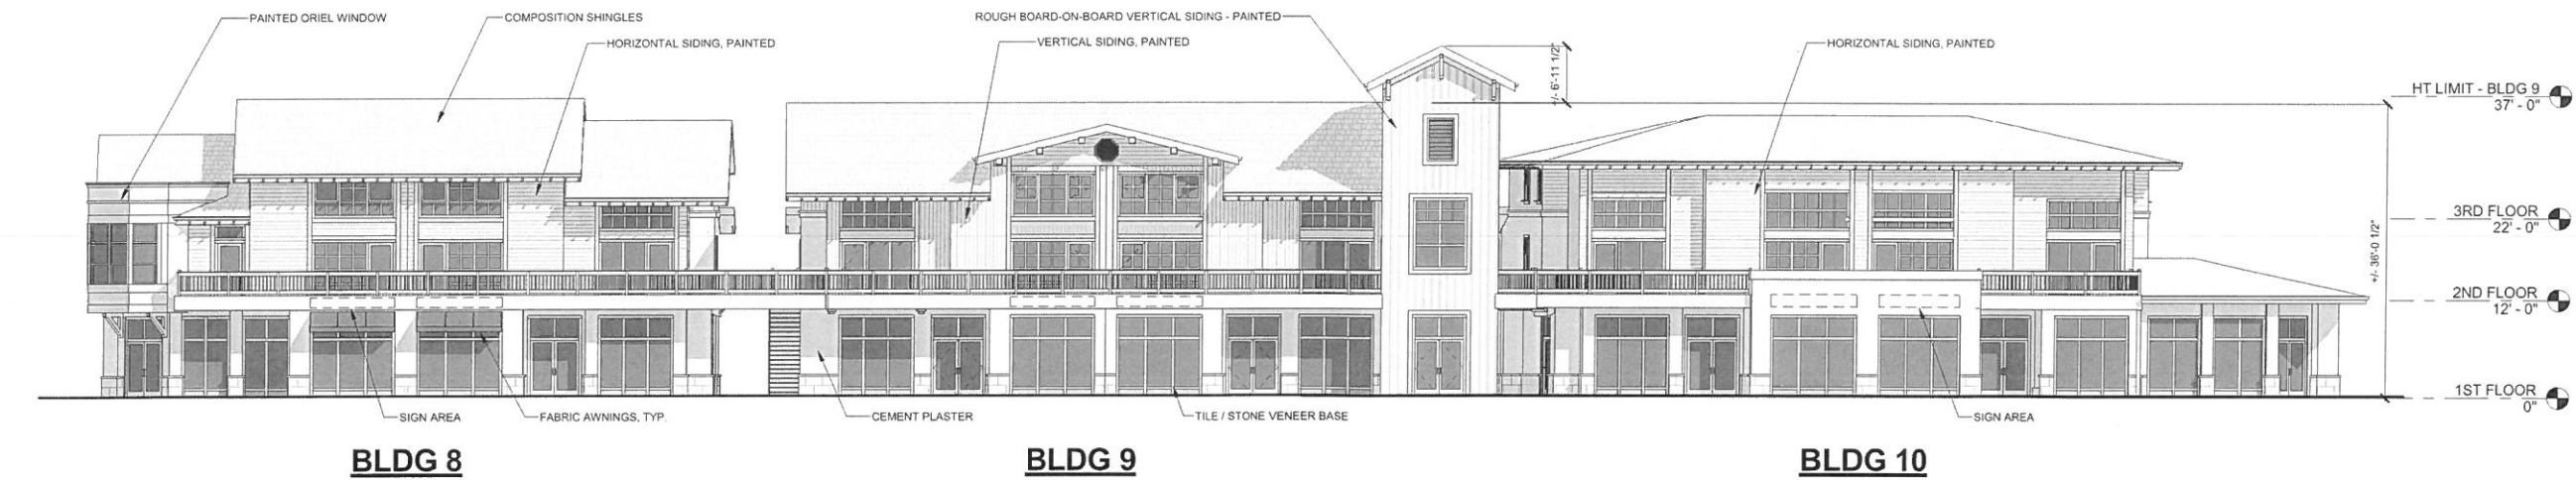 PAINTED ORIEL WINDOW
COMPOSITION SHINGLES
HORIZONTAL SIDING, PAINTED
ROUGH BOARD-ON-BOARD VERTICAL SIDING - PAINTED
VERTICAL SIDING, PAINTED
+/- 6'-11 1/2"
HORIZONTAL SIDING, PAINTED
HT LIMIT - BLDG 9
37' - 0"
3RD FLOOR
22' - 0"
+/- 36'-0 1/2"
2ND FLOOR
12' - 0"
1ST FLOOR
0"
SIGN AREA
FABRIC AWNINGS, TYP.
CEMENT PLASTER
TILE / STONE VENEER BASE
SIGN AREA
BLDG 8
BLDG 9
BLDG 10